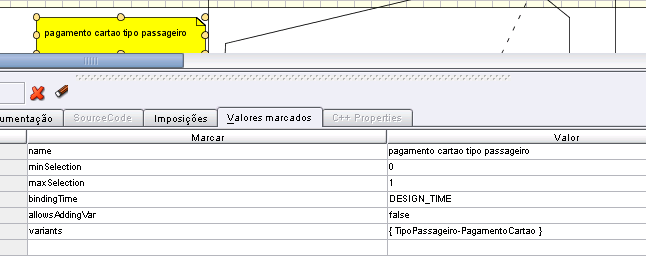 pagamento cartao tipo passageiro
umentação SourceCode Imposições Valores marcados C++ Properties
Marcar Valor
name pagamento cartao tipo passageiro
minSelection 0
maxSelection 1
bindingTime DESIGN_TIME
allowsAddingVar false
variants { TipoPassageiro-PagamentoCartao }